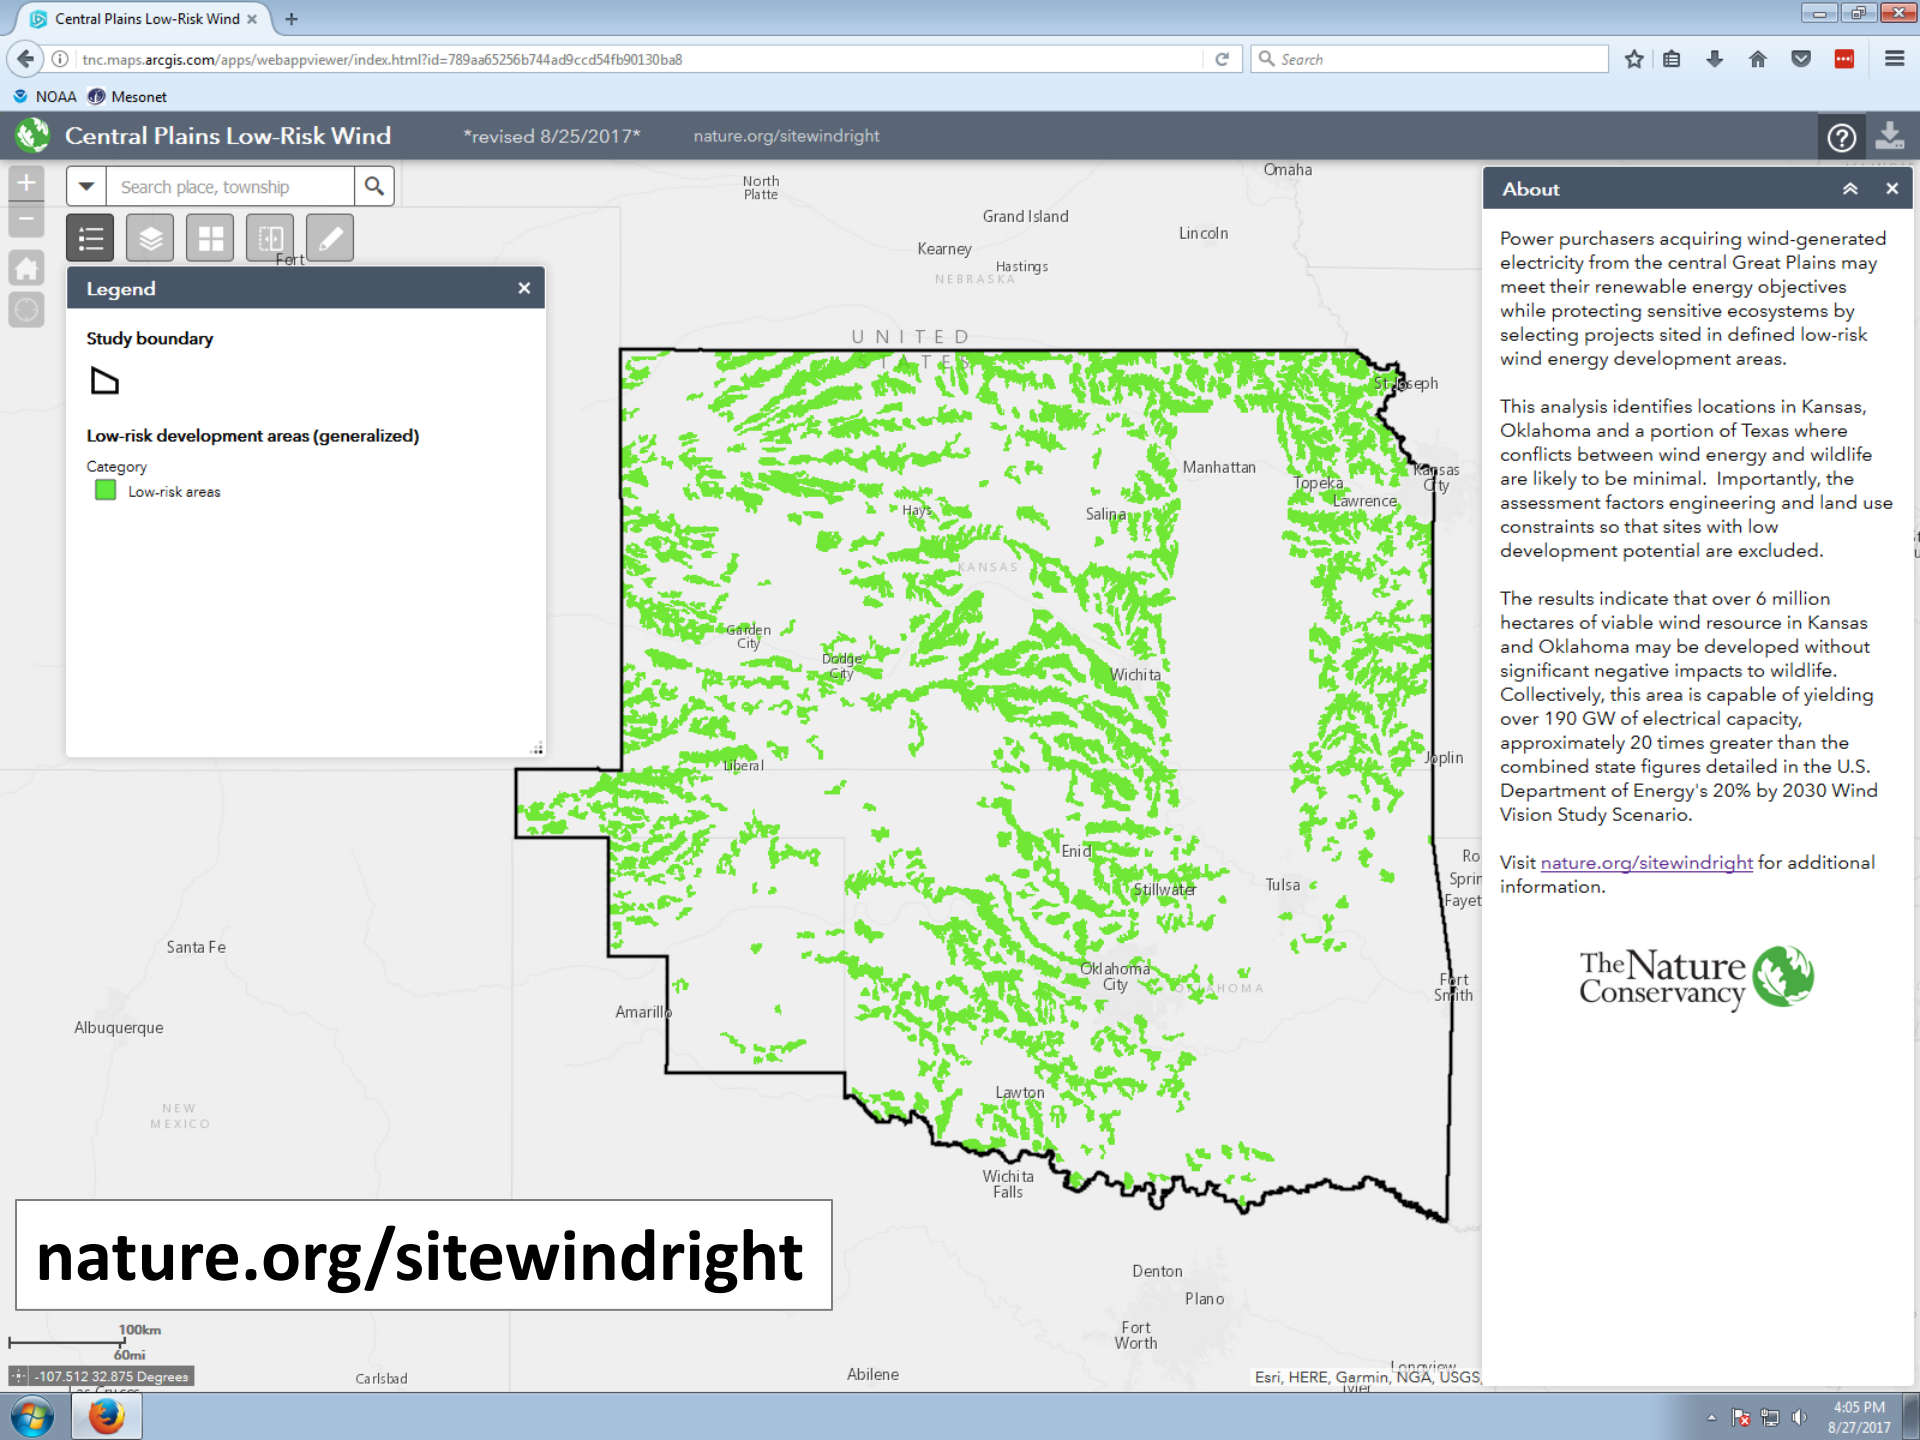 Central Plains Low-Risk Wind
tnc.maps.arcgis.com/apps/webappviewer/index.html?id=789aa65256b744ad9ccd54fb90130ba8
Search
NOAA
Mesonet
Central Plains Low-Risk Wind
*revised 8/25/2017*
nature.org/sitewindright
Search place, township
Legend
Study boundary
Low-risk development areas (generalized)
Category
Low-risk areas
Fort
North
Platte
Omaha
Grand Island
Lincoln
Kearney
Hastings
NEBRASKA
UNITED
STATES
St Joseph
Manhattan
Kansas
City
Topeka
Lawrence
Hays
Salina
KANSAS
Garden
City
Dodge
City
Wichita
Liberal
Joplin
Enid
Stillwater
Tulsa
Ro
Sprin
Fayet
Santa Fe
Oklahoma
City
OKLAHOMA
Fort
Smith
Amarillo
Albuquerque
Lawton
NEW
MEXICO
Wichita
Falls
Denton
Plano
Fort
Worth
Abilene
Carlsbad
Longview
Tyler
About
Power purchasers acquiring wind-generated
electricity from the central Great Plains may
meet their renewable energy objectives
while protecting sensitive ecosystems by
selecting projects sited in defined low-risk
wind energy development areas.
This analysis identifies locations in Kansas,
Oklahoma and a portion of Texas where
conflicts between wind energy and wildlife
are likely to be minimal. Importantly, the
assessment factors engineering and land use
constraints so that sites with low
development potential are excluded.
The results indicate that over 6 million
hectares of viable wind resource in Kansas
and Oklahoma may be developed without
significant negative impacts to wildlife.
Collectively, this area is capable of yielding
over 190 GW of electrical capacity,
approximately 20 times greater than the
combined state figures detailed in the U.S.
Department of Energy's 20% by 2030 Wind
Vision Study Scenario.
Visit nature.org/sitewindright for additional
information.
The Nature
Conservancy
nature.org/sitewindright
100km
60mi
-107.512 32.875 Degrees
Esri, HERE, Garmin, NGA, USGS,
4:05 PM
8/27/2017